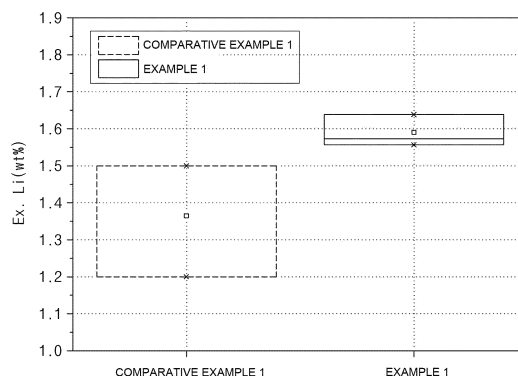 1.9
1.8
1.7
1.6
1.5
1.4
1.3
1.2
1.1
1.0
Ex. Li(wt%)
COMPARATIVE EXAMPLE 1
EXAMPLE 1
COMPARATIVE EXAMPLE 1
EXAMPLE 1